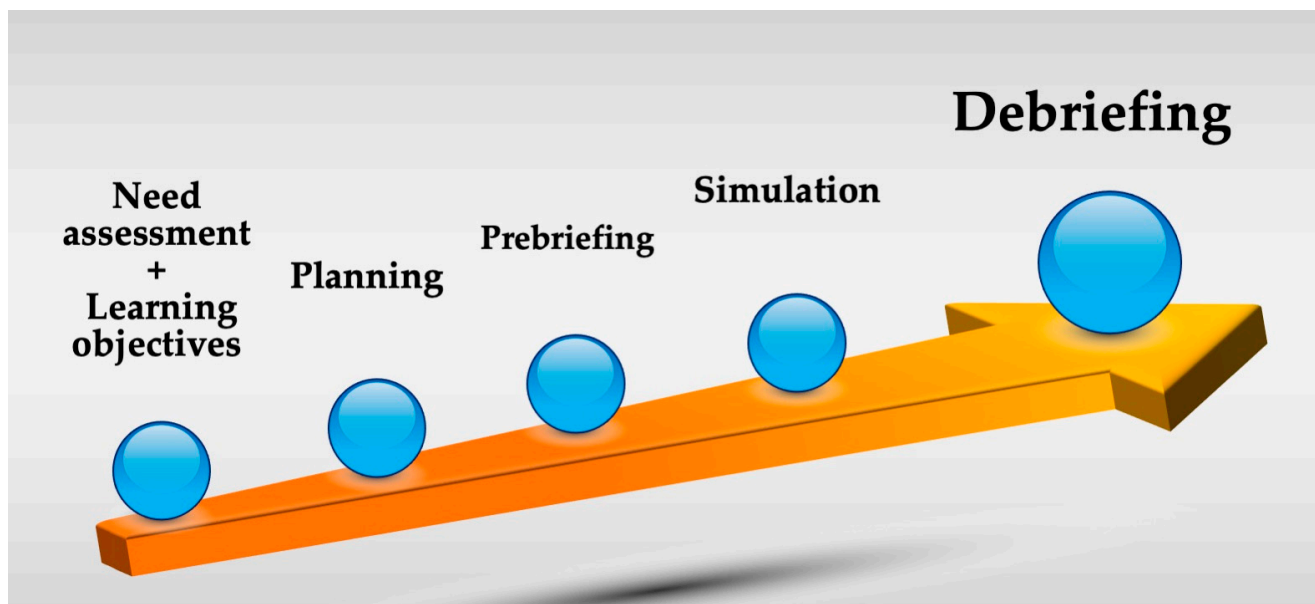 Need
assessment
+
Learning
objectives
Planning
Prebriefing
Simulation
Debriefing